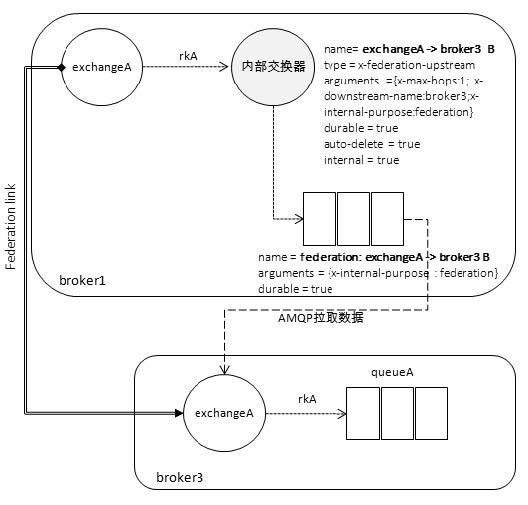 exchangeA
rkA
内部交换器
name= exchangeA -> broker3 B
type = x-federation-upstream
arguments ={x-max-hops:1; x-
downstream-name:broker3;x-
internal-purpose:federation}
durable = true
auto-delete = true
internal = true
Federation link
name = federation: exchangeA -> broker3 B
arguments = {x-internal-purpose : federation}
durable = true
broker1
AMQP拉取数据
exchangeA
rkA
queueA
broker3